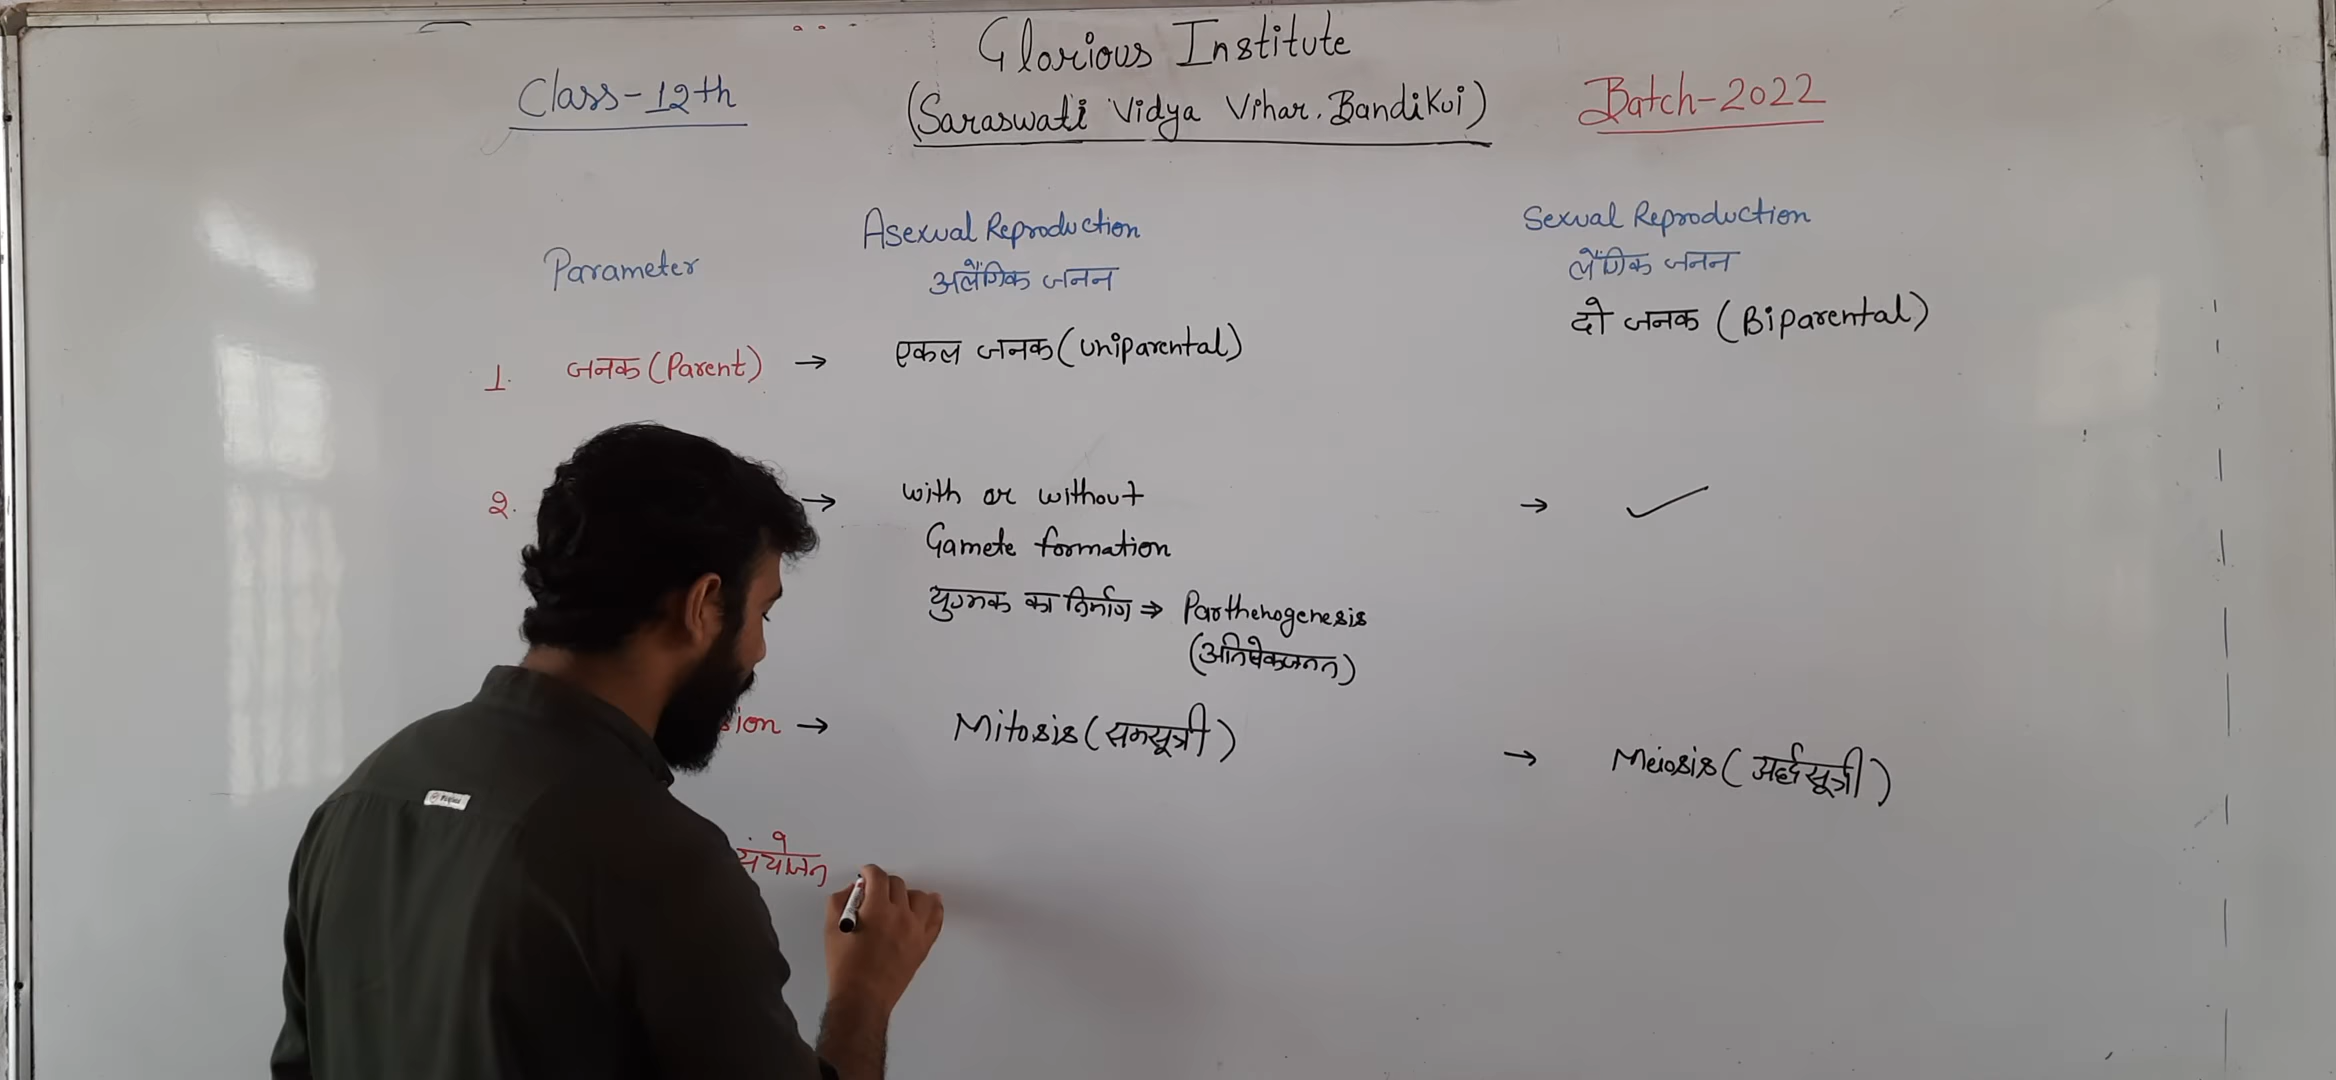 Glorious Institute
Class-12th
(Saraswati Vidya Vihar. Bandikui)
Batch-2022
Parameter
Asexual Reproduction
अलैंगिक जनन
Sexual Reproduction
लैंगिक जनन
1. जनक (Parent) → एकल जनक (Uniparental)
दो जनक (Biparental)
2. → with or without → ✓
Gamete formation
युग्मक का निर्माण ⇒ Parthenogenesis
(अनिषेकजनन)
sion → Mitosis (समसूत्री) → Meiosis (अर्द्धसूत्री)
संयोजन